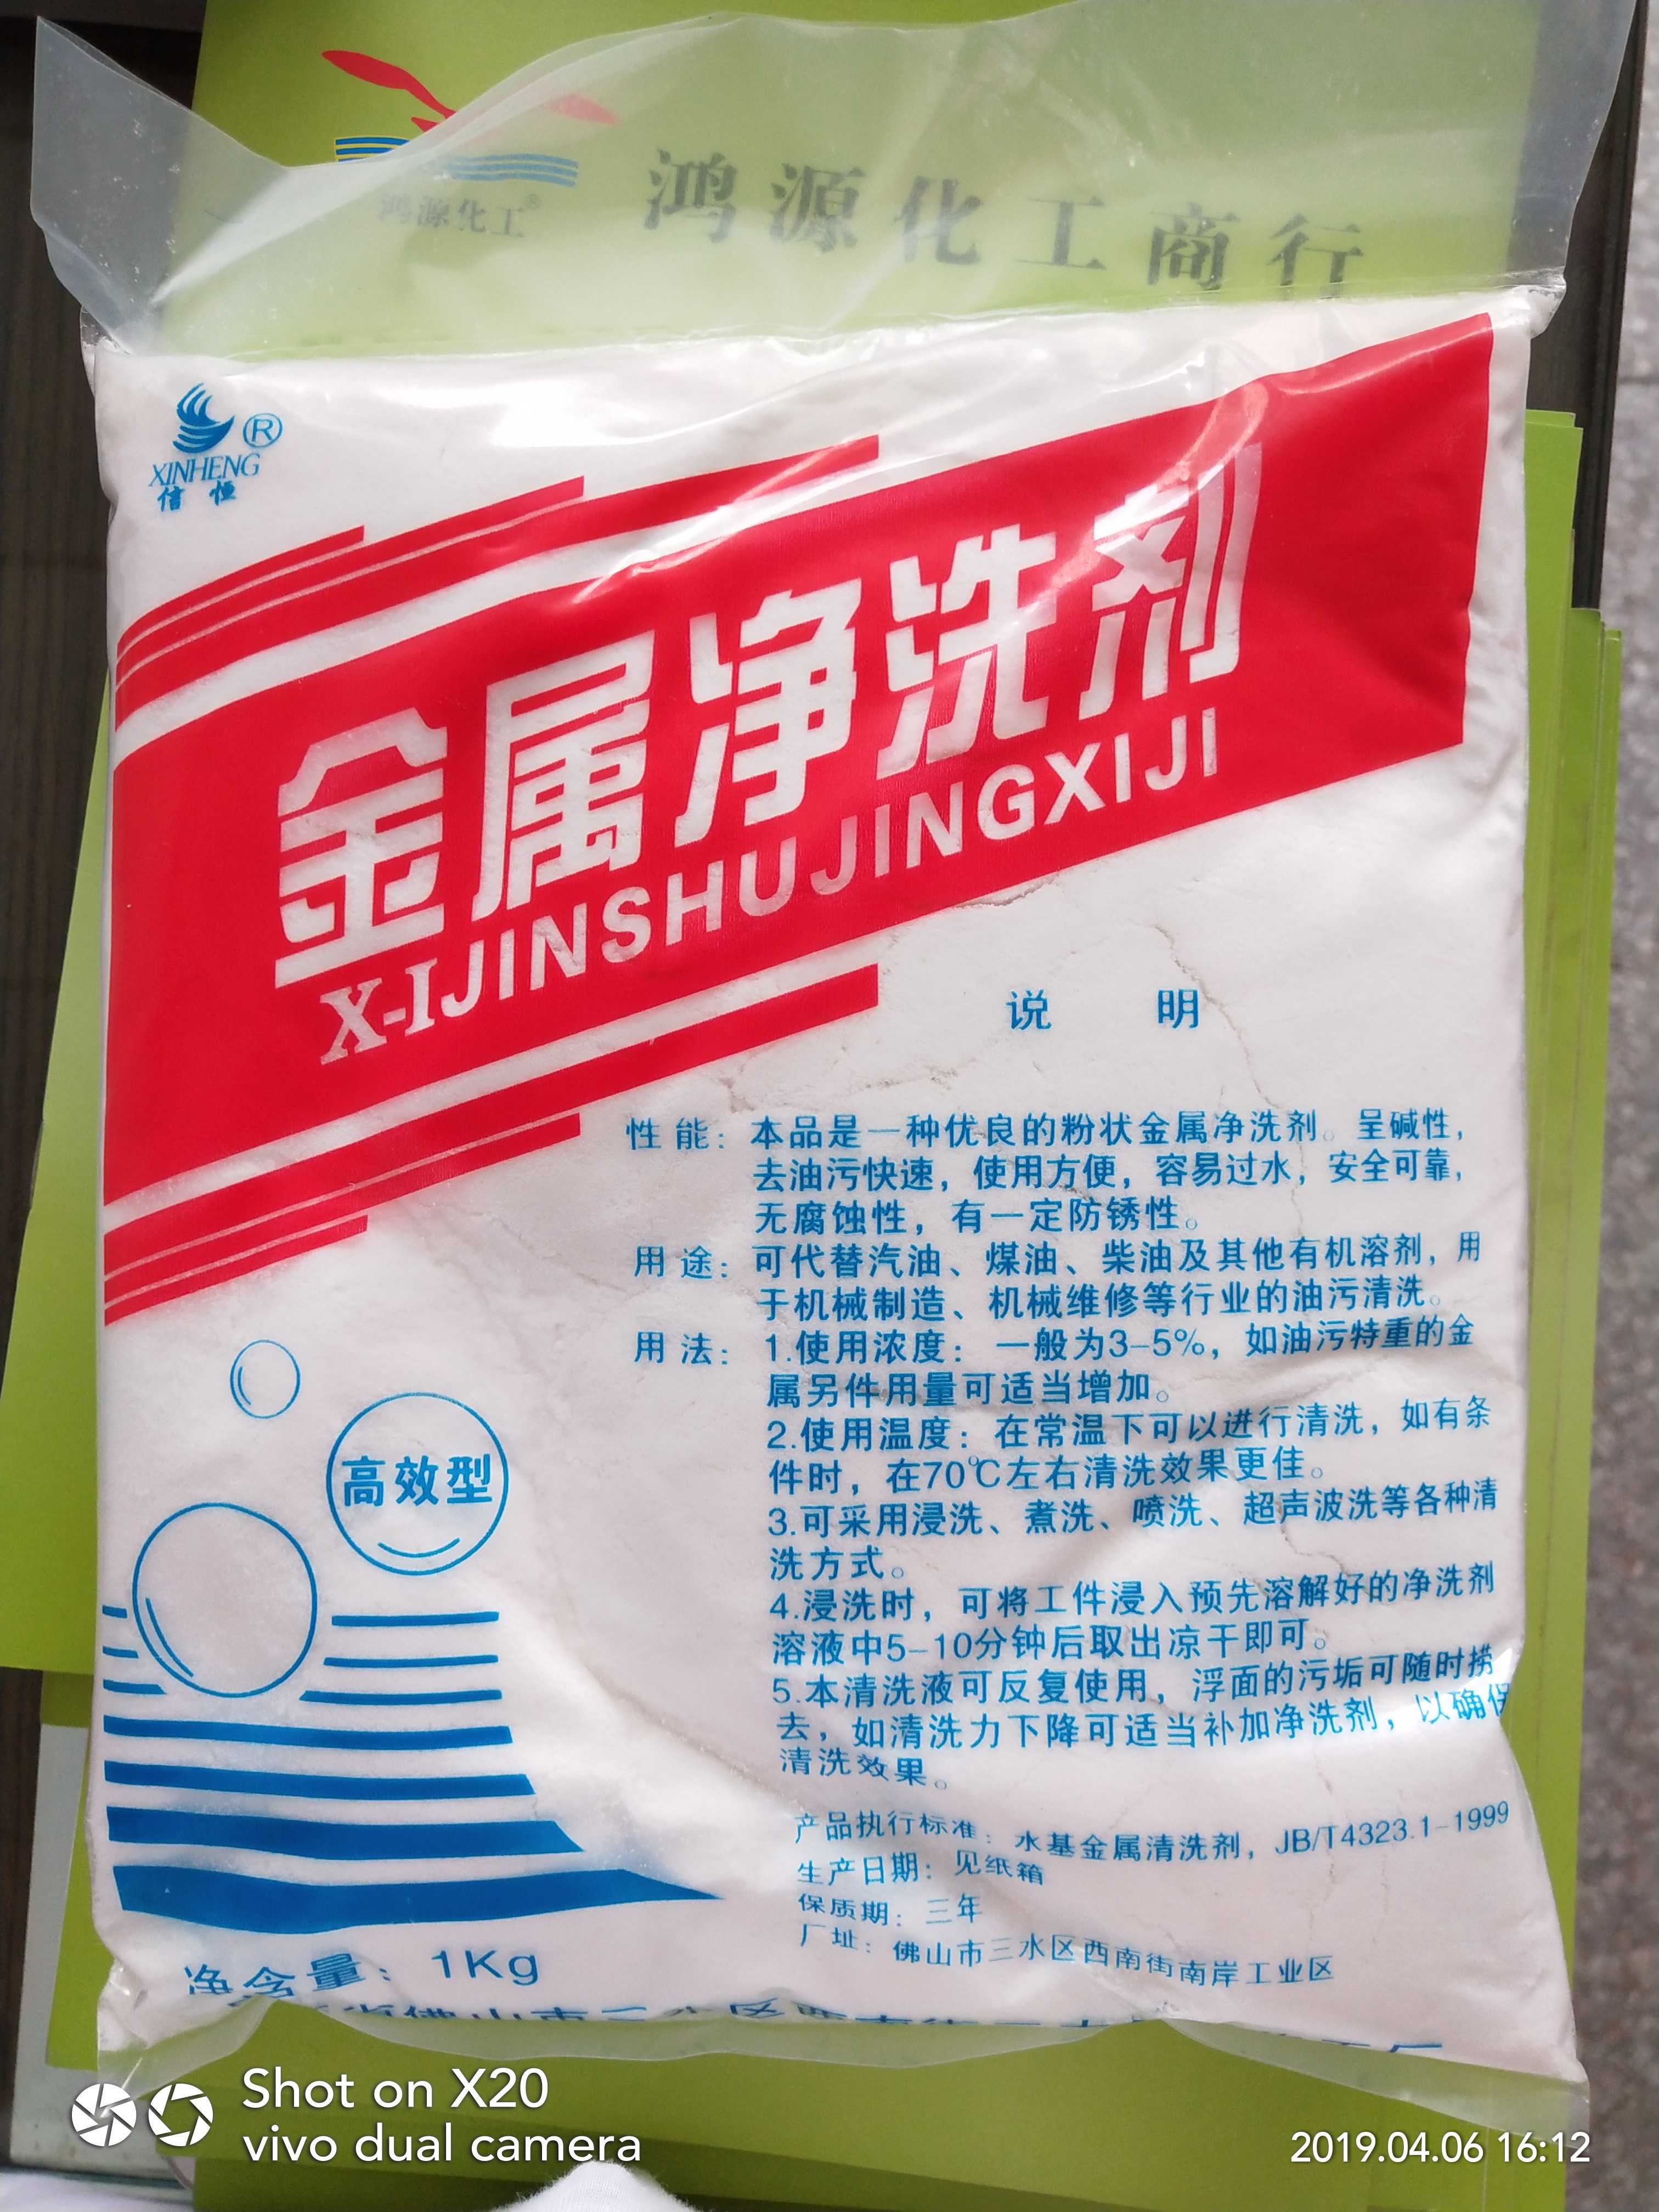 鸿源化工®
鸿源化工商行
®
XINHENG
信恒
金属净洗剂
X-IJINSHUJINGXIJI
说 明
性能：本品是一种优良的粉状金属净洗剂。呈碱性，
去油污快速，使用方便，容易过水，安全可靠，
无腐蚀性，有一定防锈性。
用途：可代替汽油、煤油、柴油及其他有机溶剂，用
于机械制造、机械维修等行业的油污清洗。
用法：1.使用浓度：一般为3-5%，如油污特重的金
属另件用量可适当增加。
2.使用温度：在常温下可以进行清洗，如有条
件时，在70℃左右清洗效果更佳。
3.可采用浸洗、煮洗、喷洗、超声波洗等各种清
洗方式。
4.浸洗时，可将工件浸入预先溶解好的净洗剂
溶液中5-10分钟后取出凉干即可。
5.本清洗液可反复使用，浮面的污垢可随时捞
去，如清洗力下降可适当补加净洗剂，以确保
清洗效果。
高效型
产品执行标准：水基金属清洗剂，JB/T4323.1-1999
生产日期：见纸箱
保质期：三年
厂址：佛山市三水区西南街南岸工业区
净含量：1Kg
省佛山市三水区西南街
Shot on X20
vivo dual camera
2019.04.06 16:12